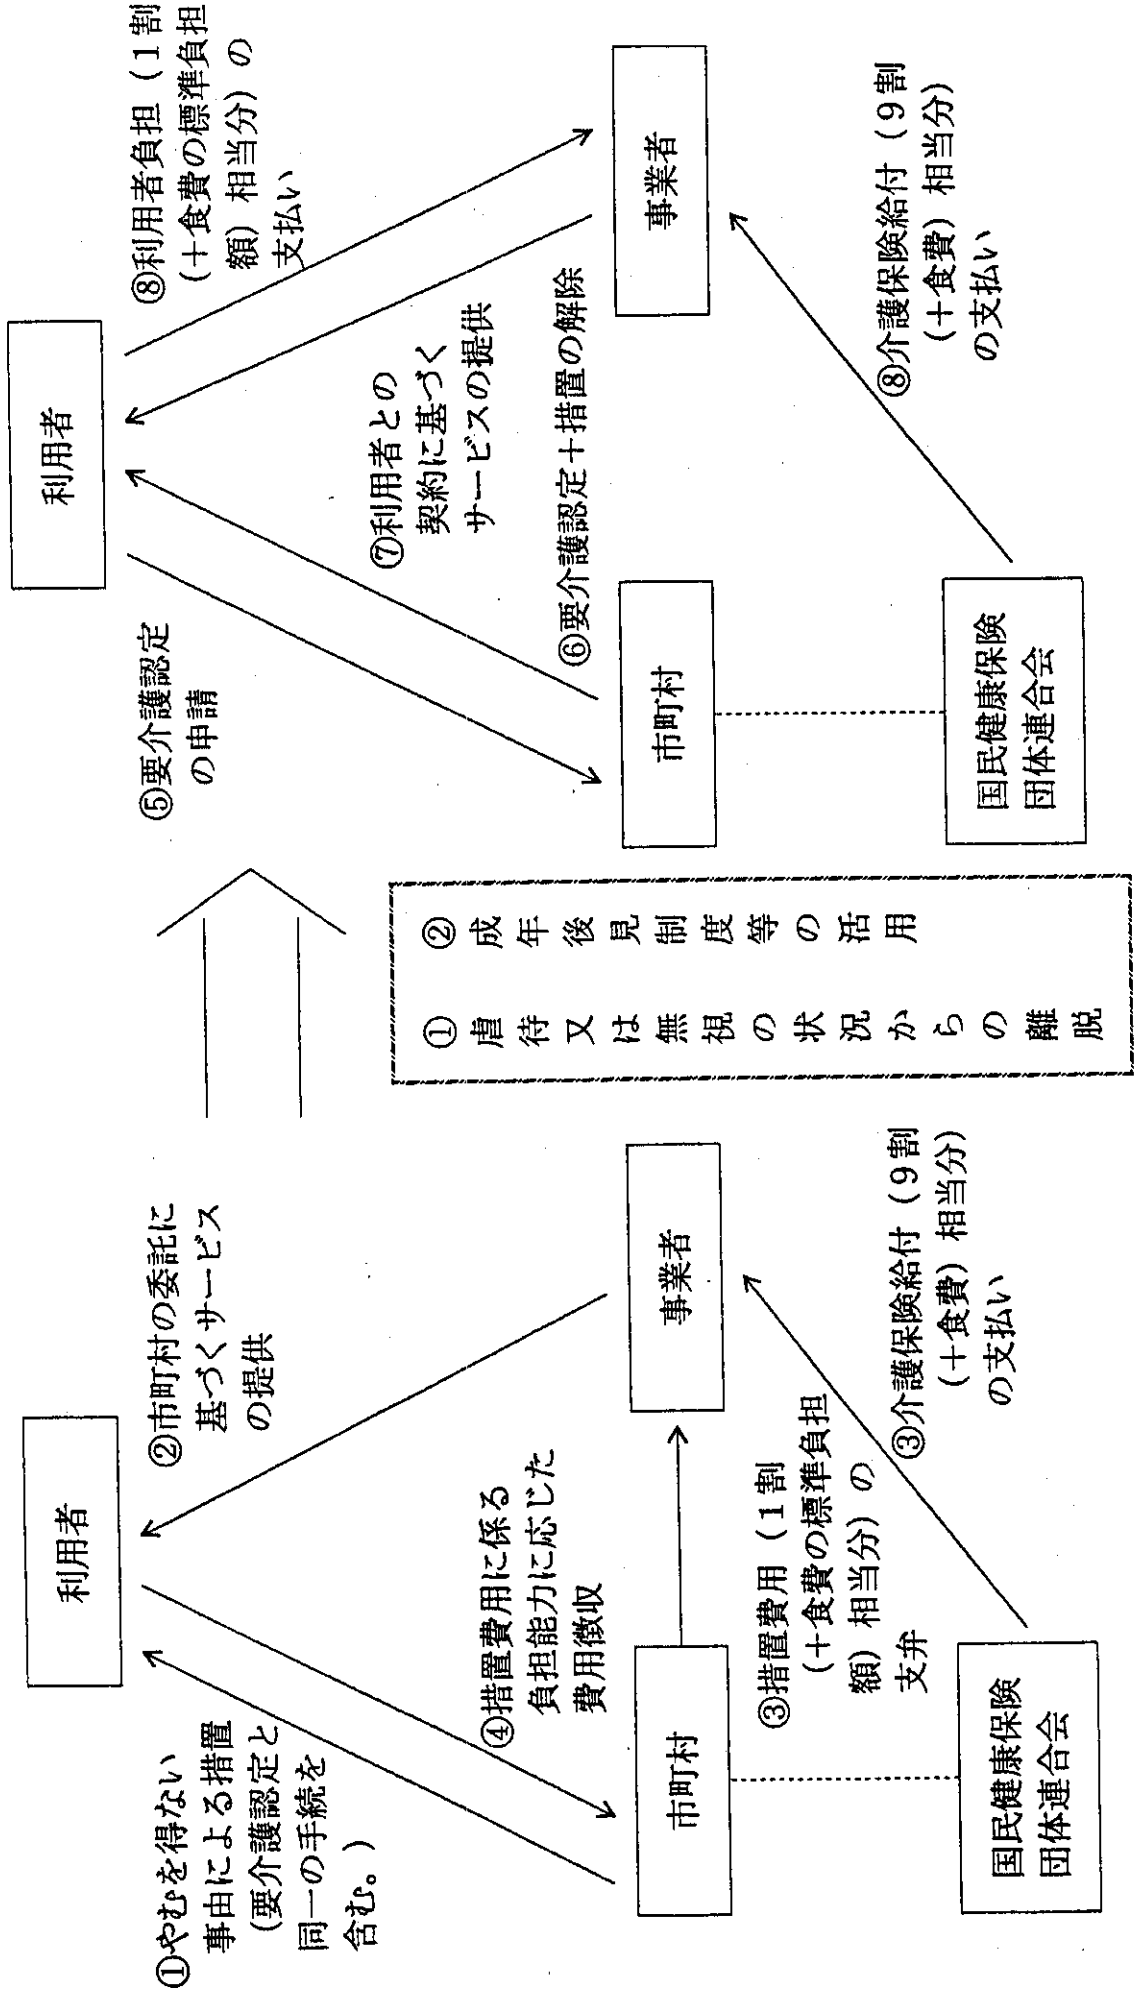 利用者
①やむを得ない
事由による措置
(要介護認定と
同一の手続を
含む。)
②市町村の委託に
基づくサービス
の提供
④措置費用に係る
負担能力に応じた
費用徴収
市町村
事業者
③措置費用（1割
(＋食費の標準負担
額）相当分）の
支弁
③介護保険給付（9割
(＋食費）相当分)
の支払い
国民健康保険
団体連合会
①虐待又は無視の状況からの離脱
②成年後見制度等の活用
利用者
⑤要介護認定
の申請
⑧利用者負担（1割
(＋食費の標準負担
額）相当分）の
支払い
⑦利用者との
契約に基づく
サービスの提供
⑥要介護認定＋措置の解除
市町村
事業者
⑧介護保険給付（9割
(＋食費）相当分)
の支払い
国民健康保険
団体連合会